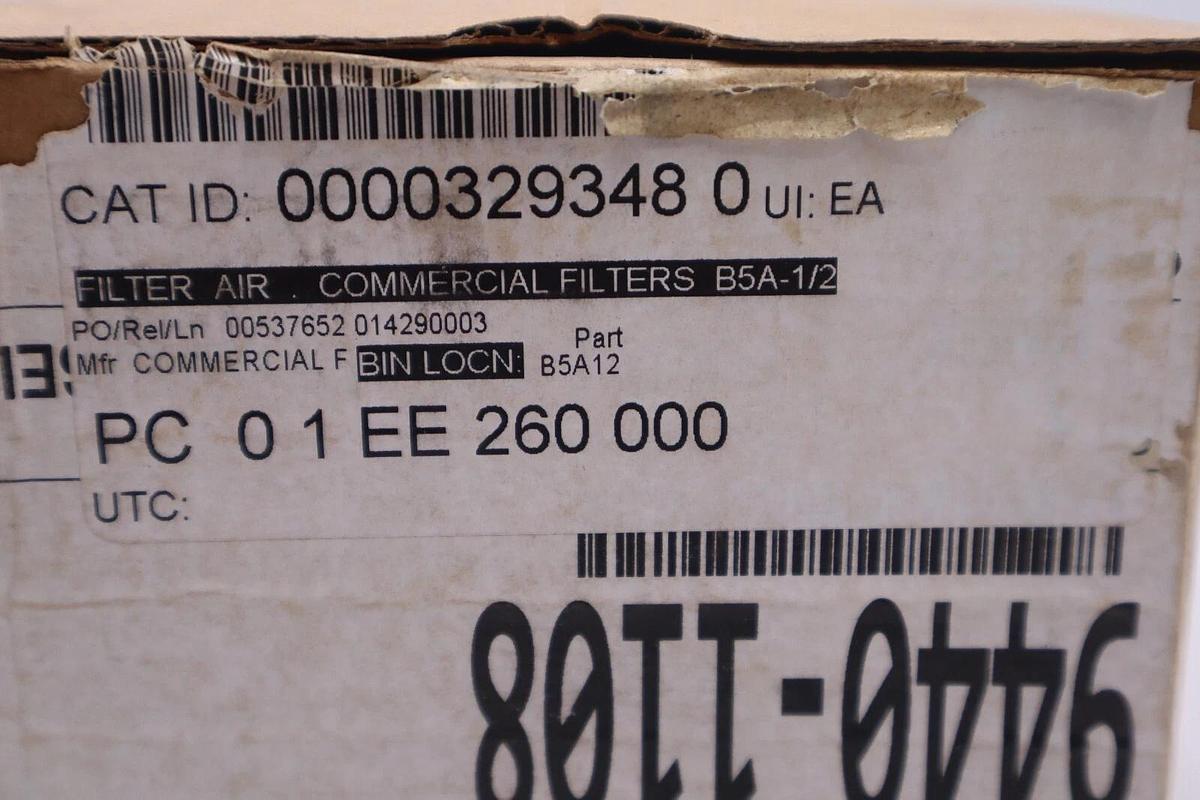 CAT ID: 0000329348 0 UI: EA
FILTER AIR . COMMERCIAL FILTERS B5A-1/2
PO/Rel/Ln 00537652 014290003
Part
Mfr COMMERCIAL F BIN LOCN: B5A12
PC 0 1 EE 260 000
UTC:
9440-1108